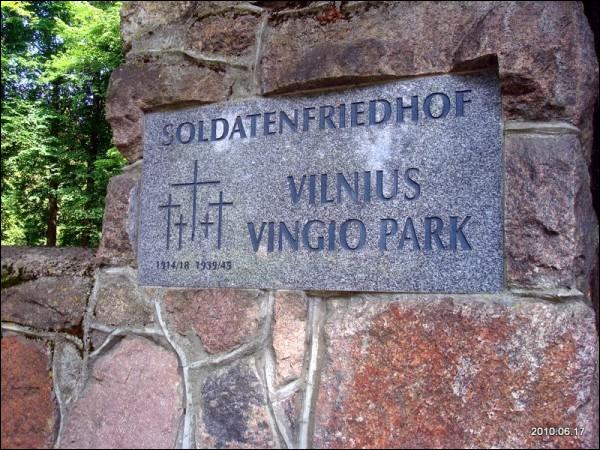 SOLDATENFRIEDHOF
VILNIUS
VINGIO PARK
1914/18 1939/45
2010.06.17